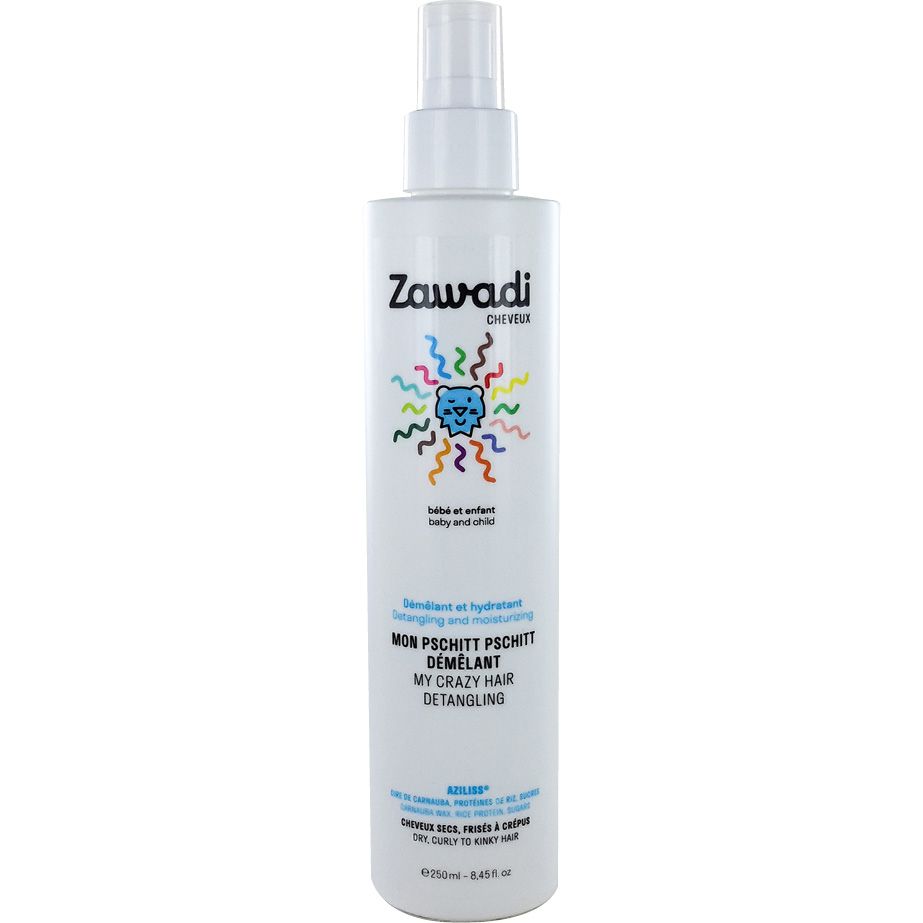 Zawadi
CHEVEUX
bébé et enfant
baby and child
Démêlant et hydratant
Detangling and moisturizing
MON PSCHITT PSCHITT
DÉMÊLANT
MY CRAZY HAIR
DETANGLING
AZILISS®
CIRE DE CARNAUBA, PROTÉINES DE RIZ, SUCRES
CARNAUBA WAX, RICE PROTEIN, SUGARS
CHEVEUX SECS, FRISÉS À CRÉPUS
DRY, CURLY TO KINKY HAIR
℮250ml - 8,45fl. oz